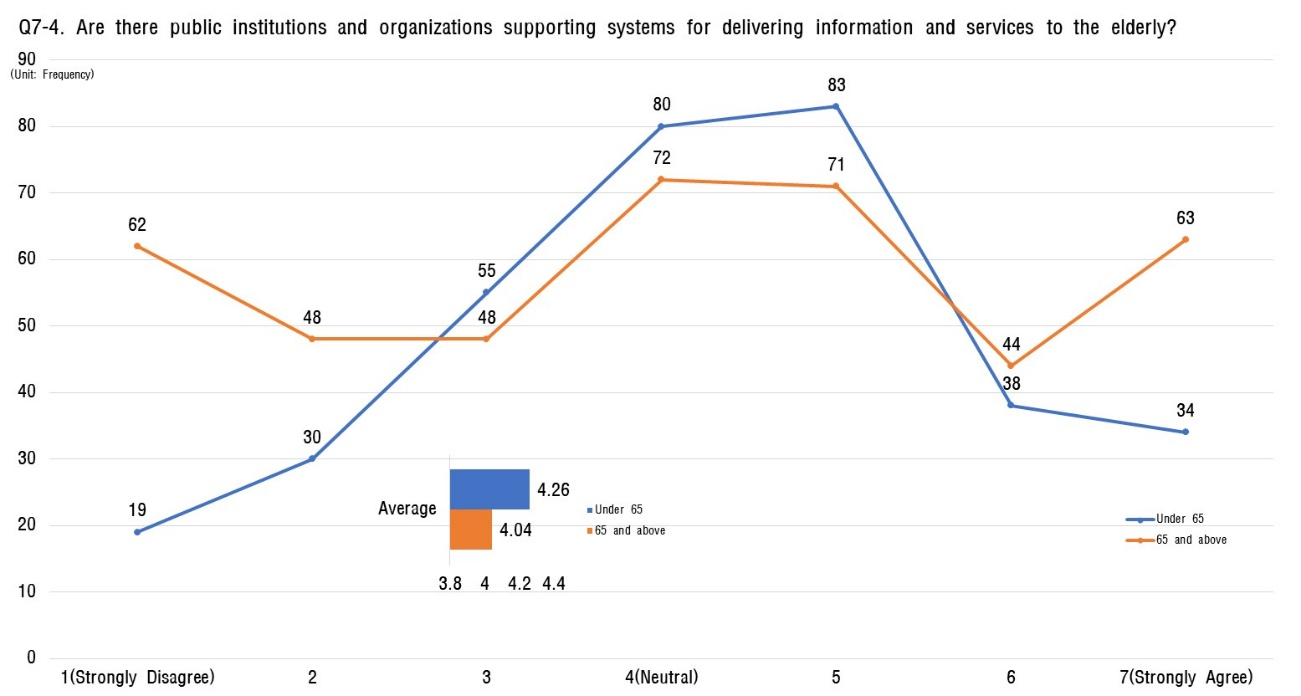 Q7-4. Are there public institutions and organizations supporting systems for delivering information and services to the elderly?
90
(Unit: Frequency)
83
80
80
72
71
70
62
63
60
55
50
48
48
44
40
38
34
30
30
4.26
Average
Under 65
Under 65
19
20
4.04
65 and above
65 and above
3.8 4 4.2 4.4
10
0
1(Strongly Disagree) 2 3 4(Neutral) 5 6 7(Strongly Agree)